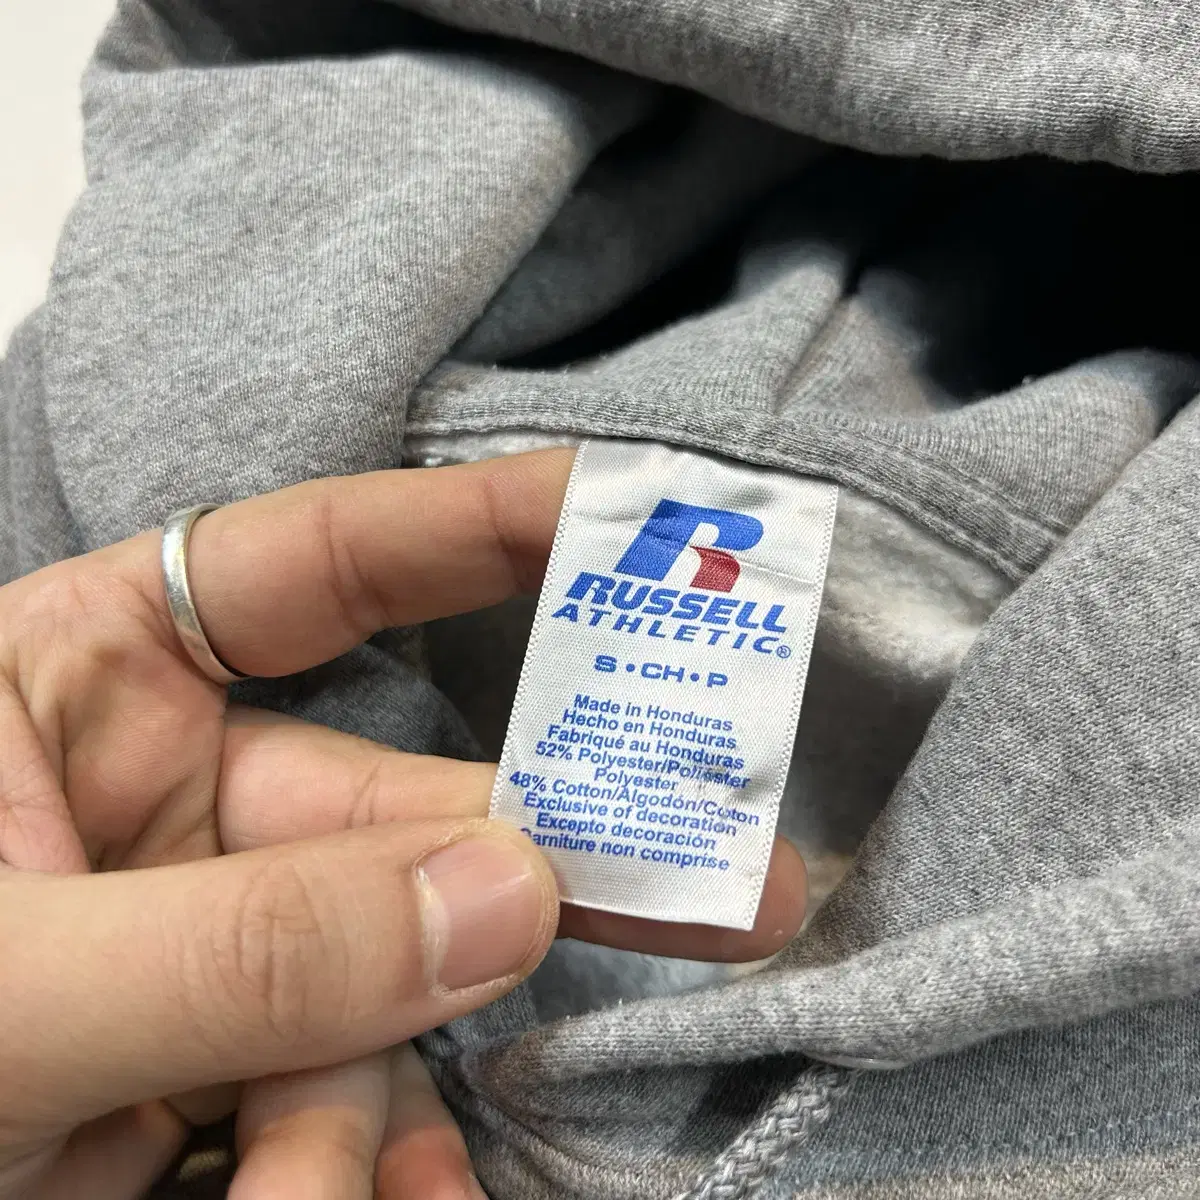 R
RUSSELL
ATHLETIC®
S•CH•P
Made in Honduras
Hecho en Honduras
Fabriqué au Honduras
52% Polyester/Poliéster
Polyester
48% Cotton/Algodón/Coton
Exclusive of decoration
Excepto decoración
Garniture non comprise